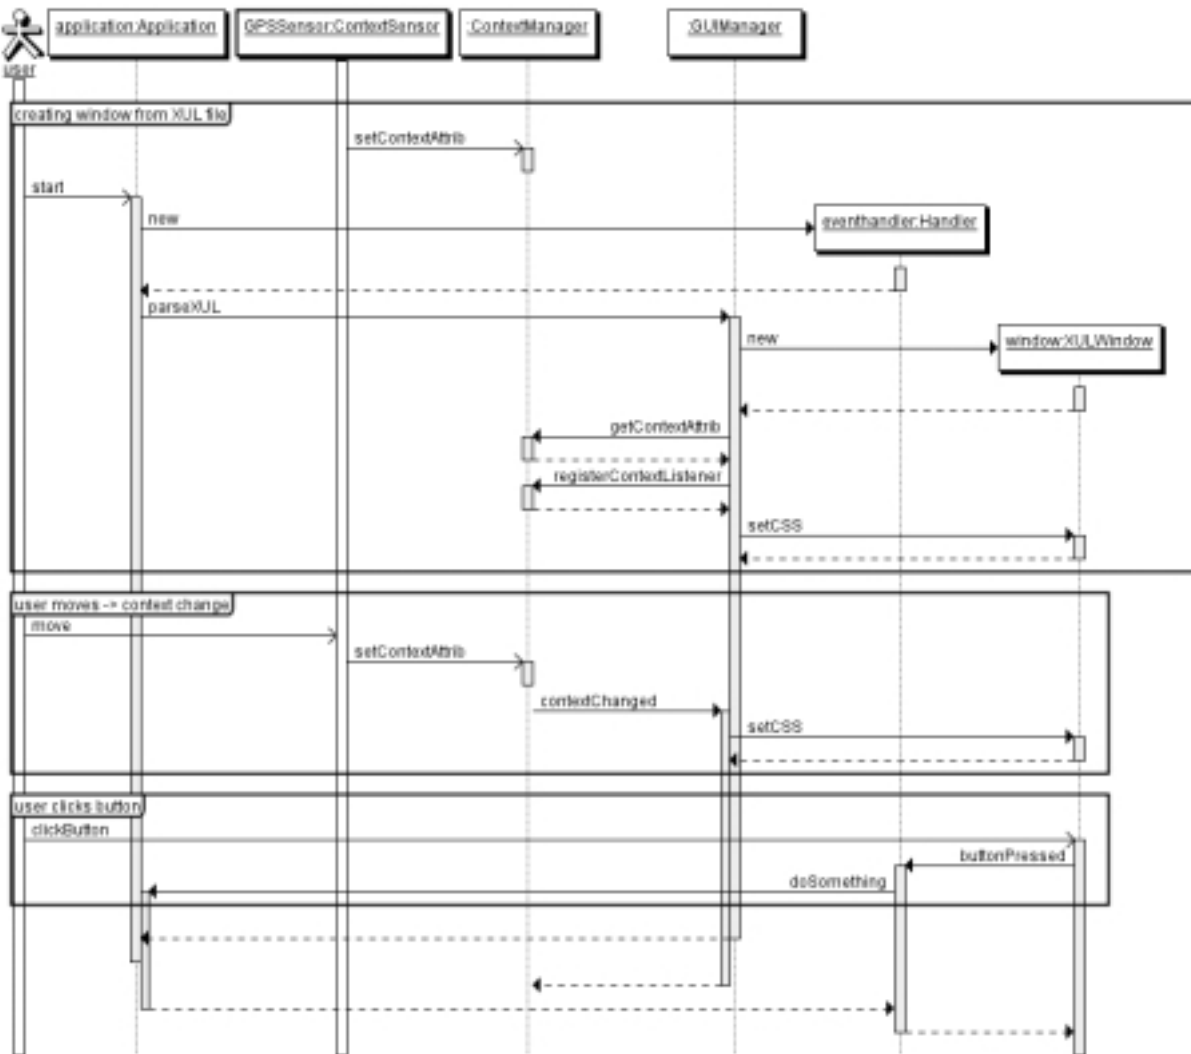 application:Application
GPSSensor:ContextSensor
:ContextManager
:GUIManager
user
creating window from XUL file
setContextAttrib
start
new
eventhandler:Handler
parseXUL
new
window:XULWindow
getContextAttrib
registerContextListener
setCSS
user moves -> context change
move
setContextAttrib
contextChanged
setCSS
user clicks button
clickButton
buttonPressed
doSomething